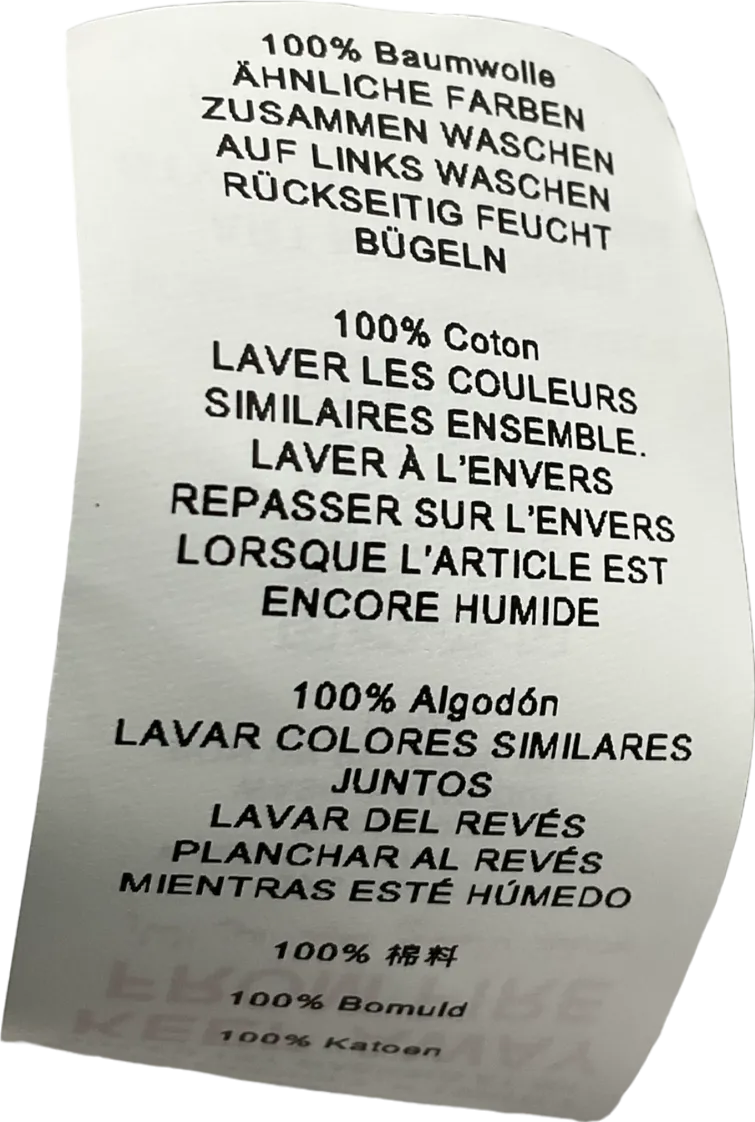 100% Baumwolle
ÄHNLICHE FARBEN
ZUSAMMEN WASCHEN
AUF LINKS WASCHEN
RÜCKSEITIG FEUCHT
BÜGELN
100% Coton
LAVER LES COULEURS
SIMILAIRES ENSEMBLE.
LAVER À L'ENVERS
REPASSER SUR L'ENVERS
LORSQUE L'ARTICLE EST
ENCORE HUMIDE
100% Algodón
LAVAR COLORES SIMILARES
JUNTOS
LAVAR DEL REVÉS
PLANCHAR AL REVÉS
MIENTRAS ESTÉ HÚMEDO
100% 棉料
100% Bomuld
100% Katoen